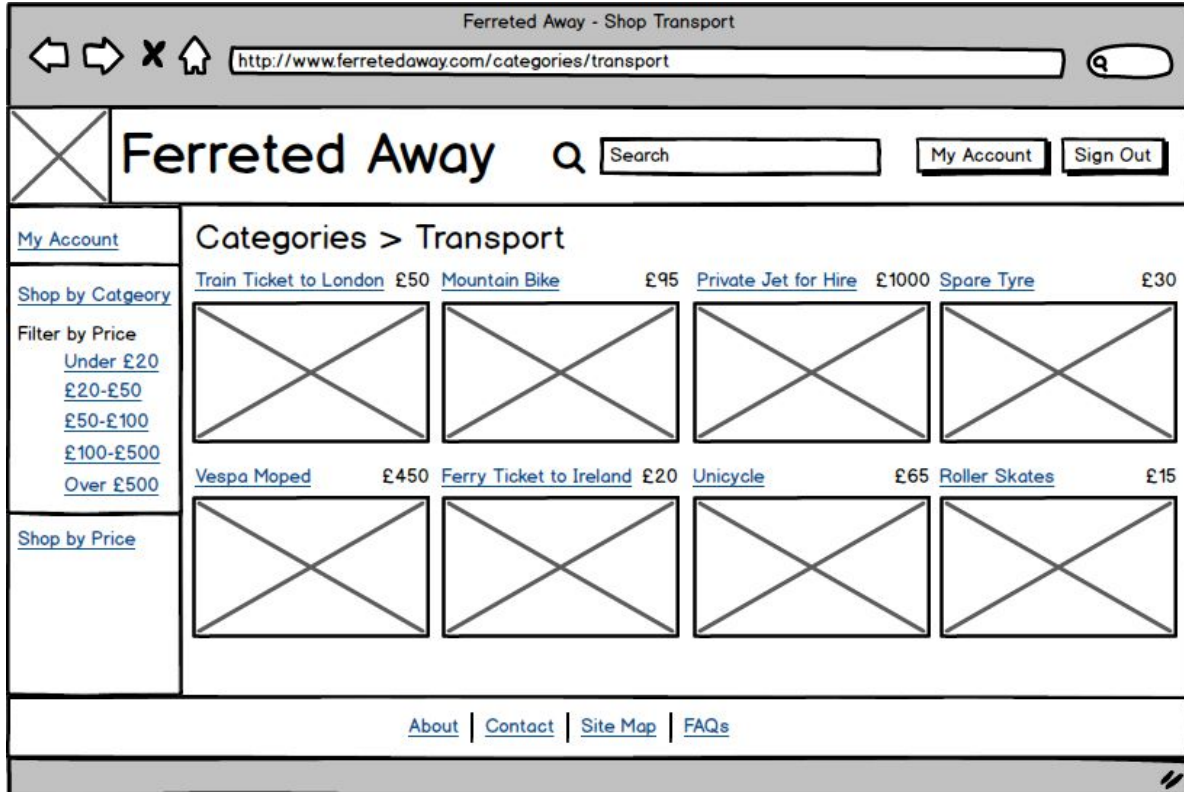 Ferreted Away - Shop Transport
http://www.ferretedaway.com/categories/transport
Ferreted Away
Search
My Account
Sign Out
My Account
Shop by Catgeory
Filter by Price
Under £20
£20-£50
£50-£100
£100-£500
Over £500
Shop by Price
Categories > Transport
Train Ticket to London £50
Mountain Bike £95
Private Jet for Hire £1000
Spare Tyre £30
Vespa Moped £450
Ferry Ticket to Ireland £20
Unicycle £65
Roller Skates £15
About
Contact
Site Map
FAQs